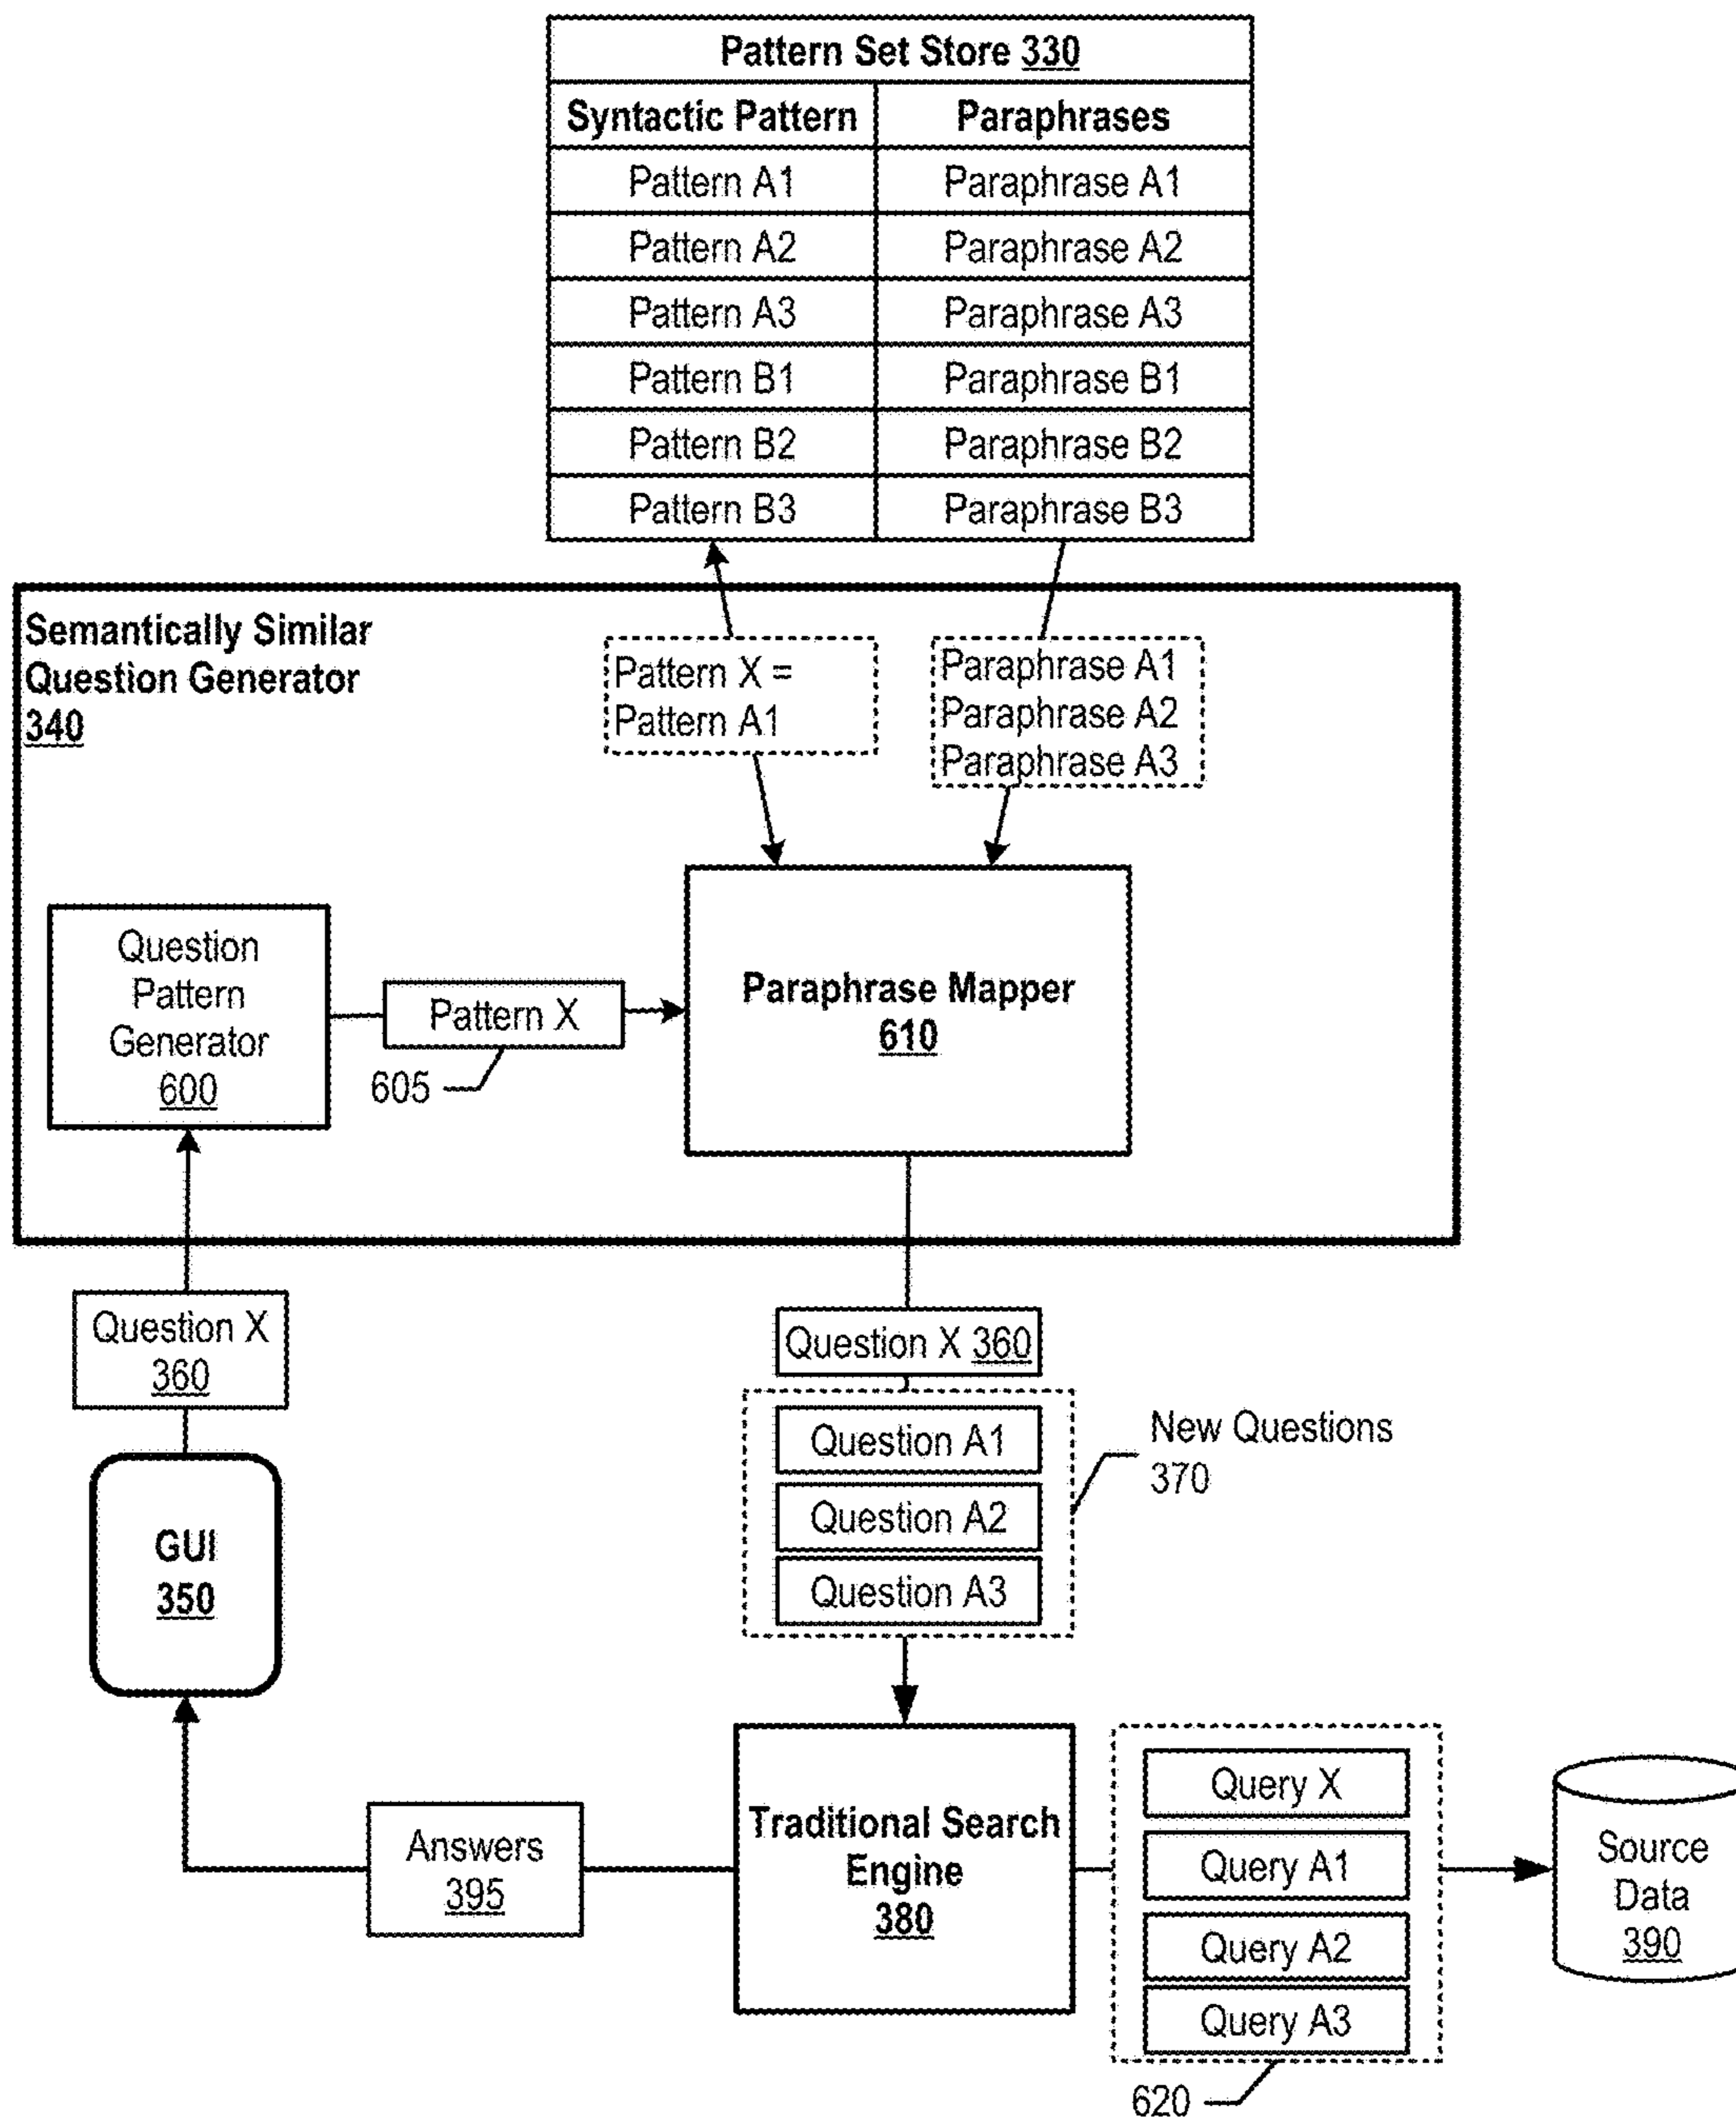 Pattern Set Store 330
Syntactic Pattern Paraphrases
Pattern A1 Paraphrase A1
Pattern A2 Paraphrase A2
Pattern A3 Paraphrase A3
Pattern B1 Paraphrase B1
Pattern B2 Paraphrase B2
Pattern B3 Paraphrase B3
Semantically Similar
Question Generator
340
Pattern X =
Pattern A1
Paraphrase A1
Paraphrase A2
Paraphrase A3
Question
Pattern
Generator
600
Pattern X
605
Paraphrase Mapper
610
Question X
360
GUI
350
Question X 360
Question A1
Question A2
Question A3
New Questions
370
Answers
395
Traditional Search
Engine
380
Query X
Query A1
Query A2
Query A3
620
Source
Data
390